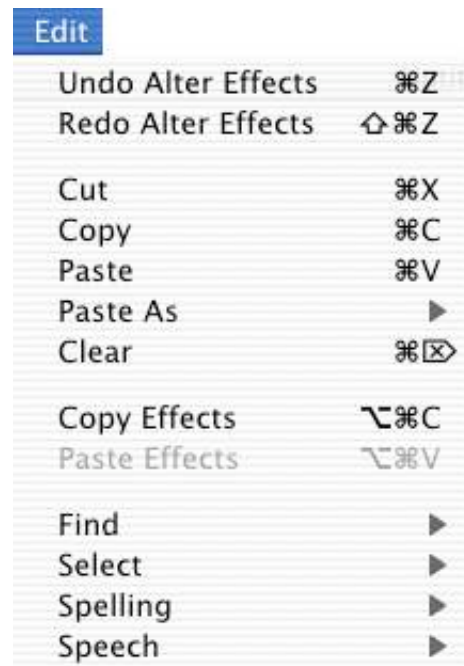 Edit
Undo Alter Effects ⌘Z
Redo Alter Effects ⇧⌘Z
Cut ⌘X
Copy ⌘C
Paste ⌘V
Paste As ▶
Clear ⌘⌦
Copy Effects ⌥⌘C
Paste Effects ⌥⌘V
Find ▶
Select ▶
Spelling ▶
Speech ▶